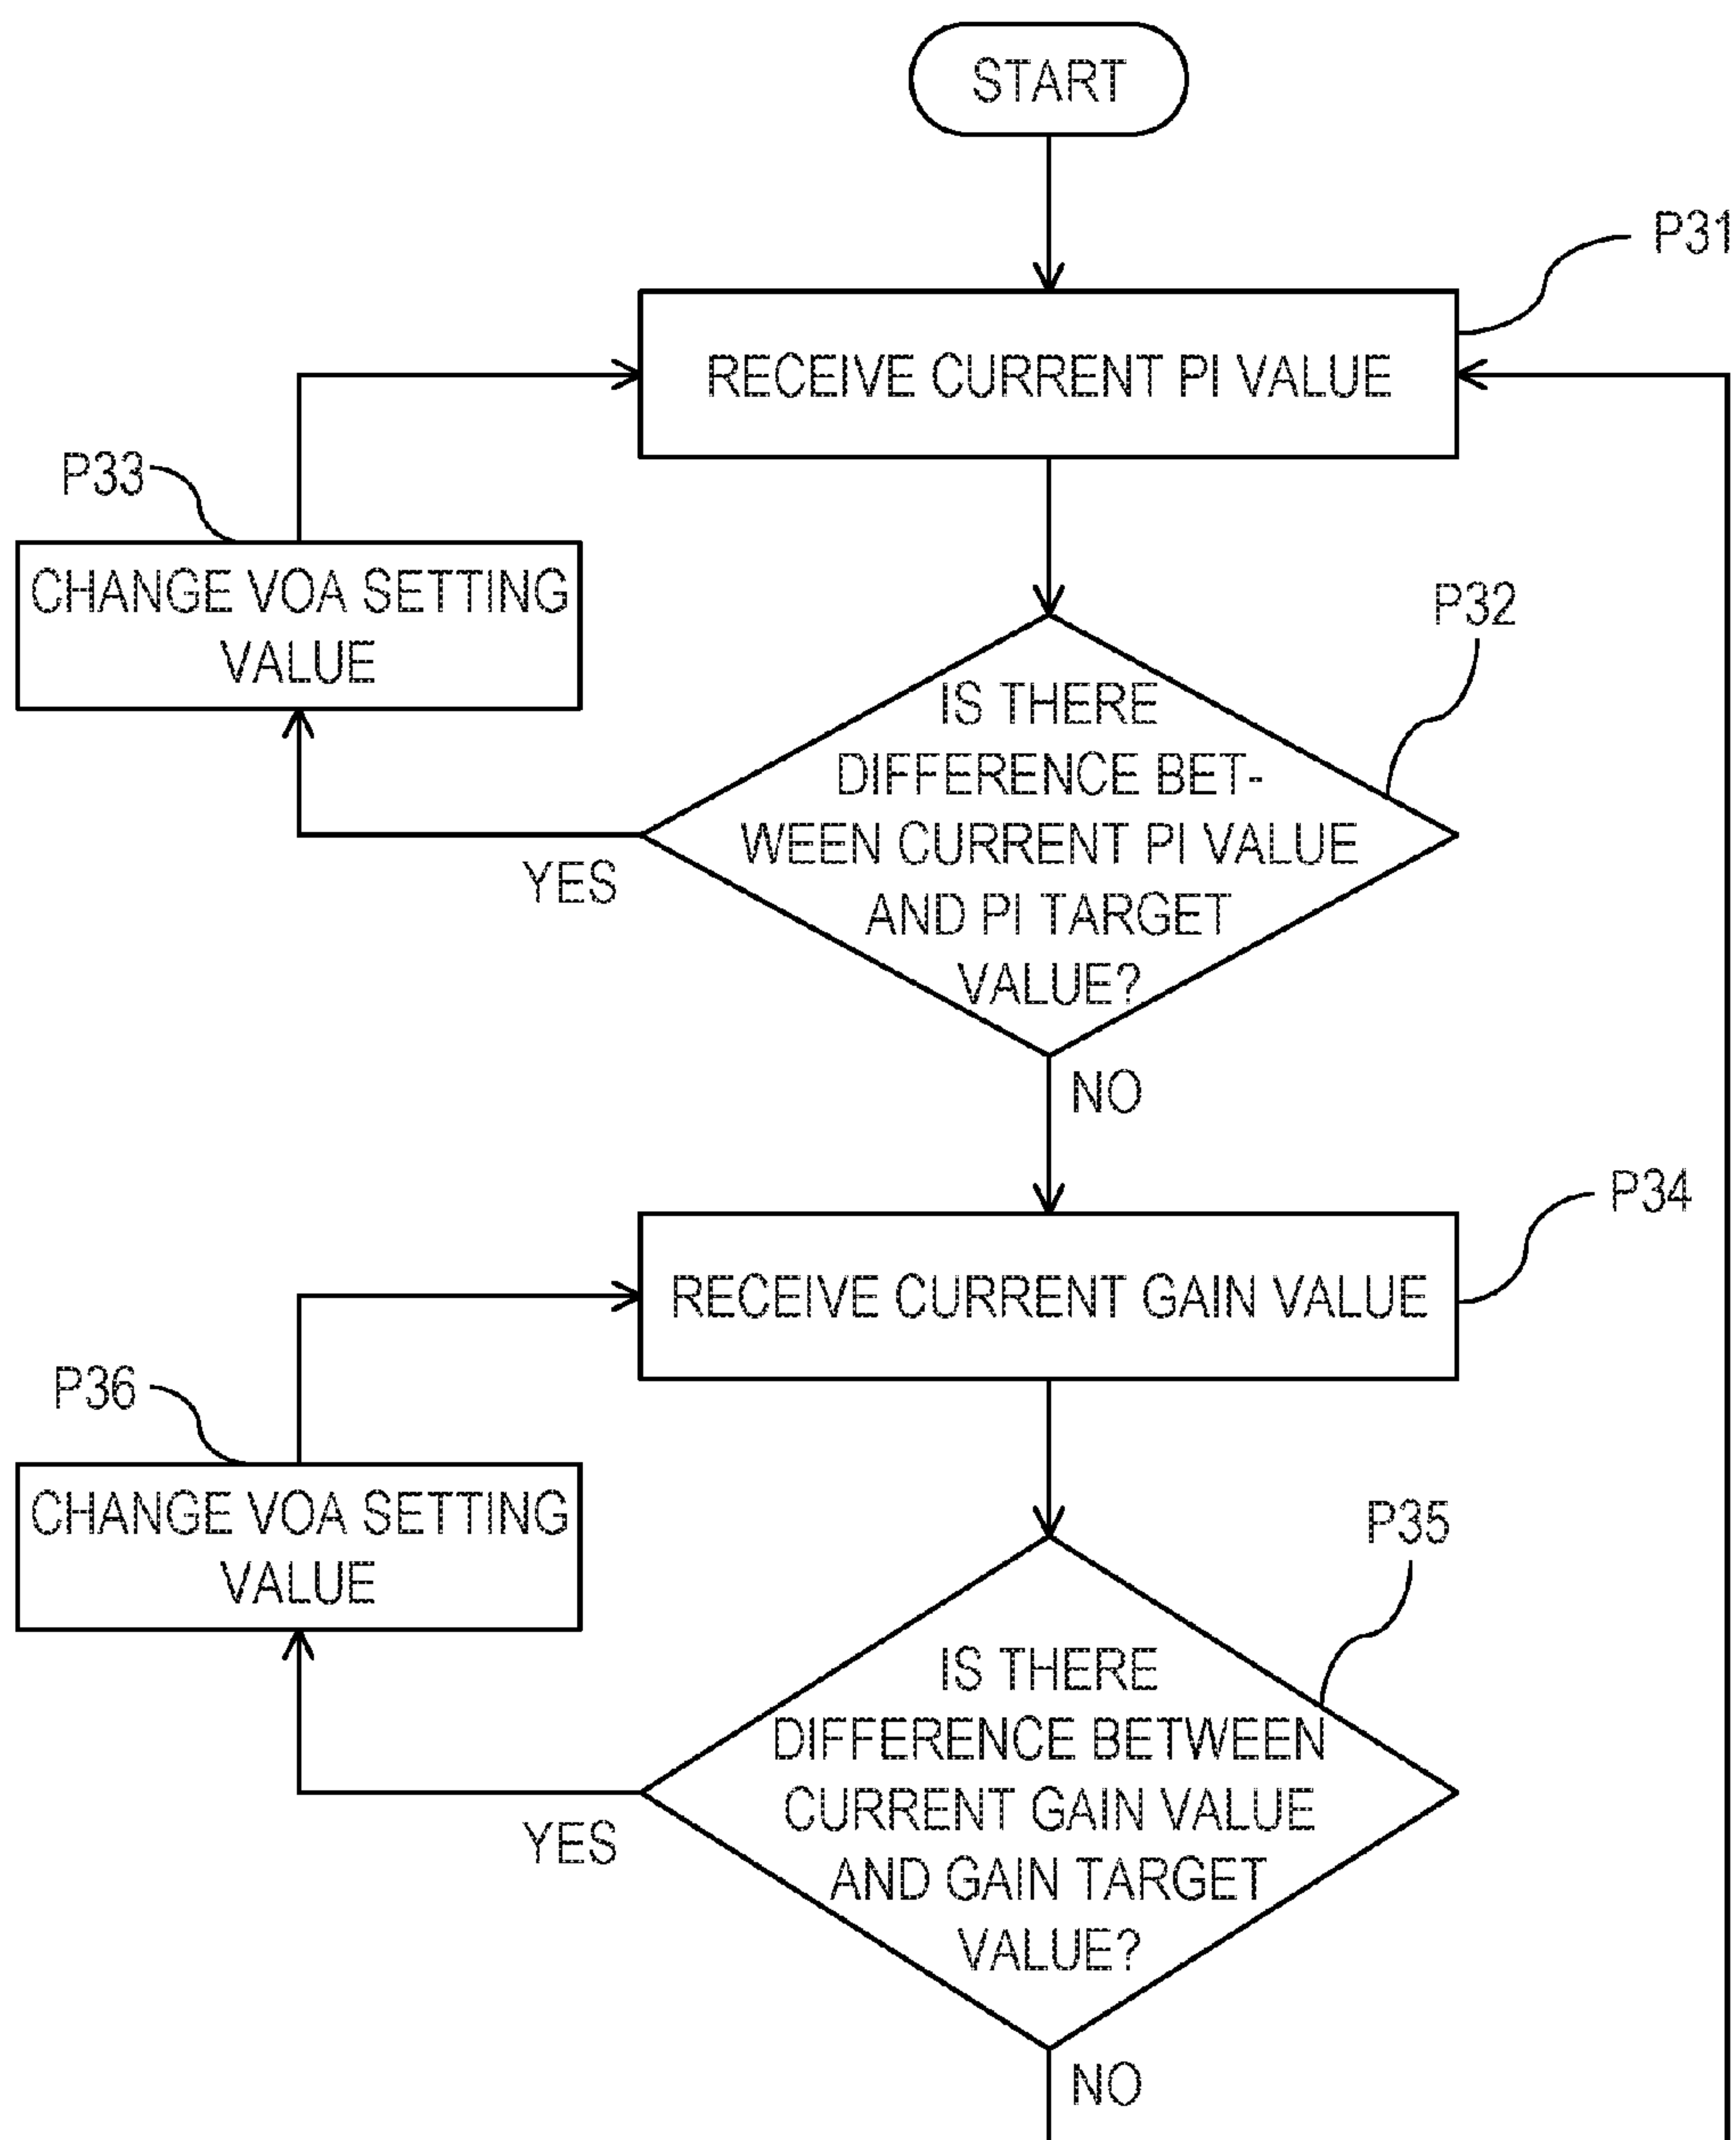 START
P31
RECEIVE CURRENT PI VALUE
P33
CHANGE VOA SETTING
VALUE
P32
IS THERE
DIFFERENCE BET-
WEEN CURRENT PI VALUE
AND PI TARGET
VALUE?
YES
NO
P34
RECEIVE CURRENT GAIN VALUE
P36
CHANGE VOA SETTING
VALUE
P35
IS THERE
DIFFERENCE BETWEEN
CURRENT GAIN VALUE
AND GAIN TARGET
VALUE?
YES
NO